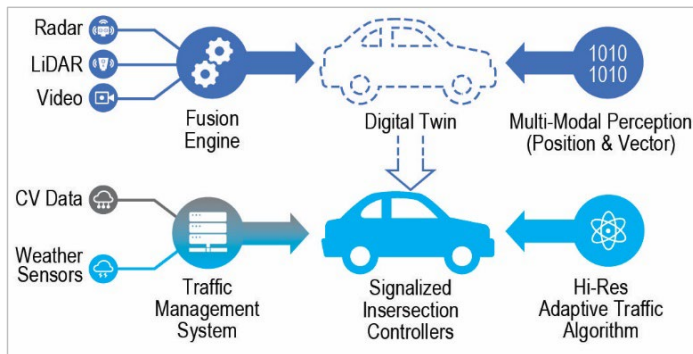 Radar
LiDAR
Video
Fusion
Engine
Digital Twin
1010
1010
Multi-Modal Perception
(Position & Vector)
CV Data
Weather
Sensors
Traffic
Management
System
Signalized
Insersection
Controllers
Hi-Res
Adaptive Traffic
Algorithm